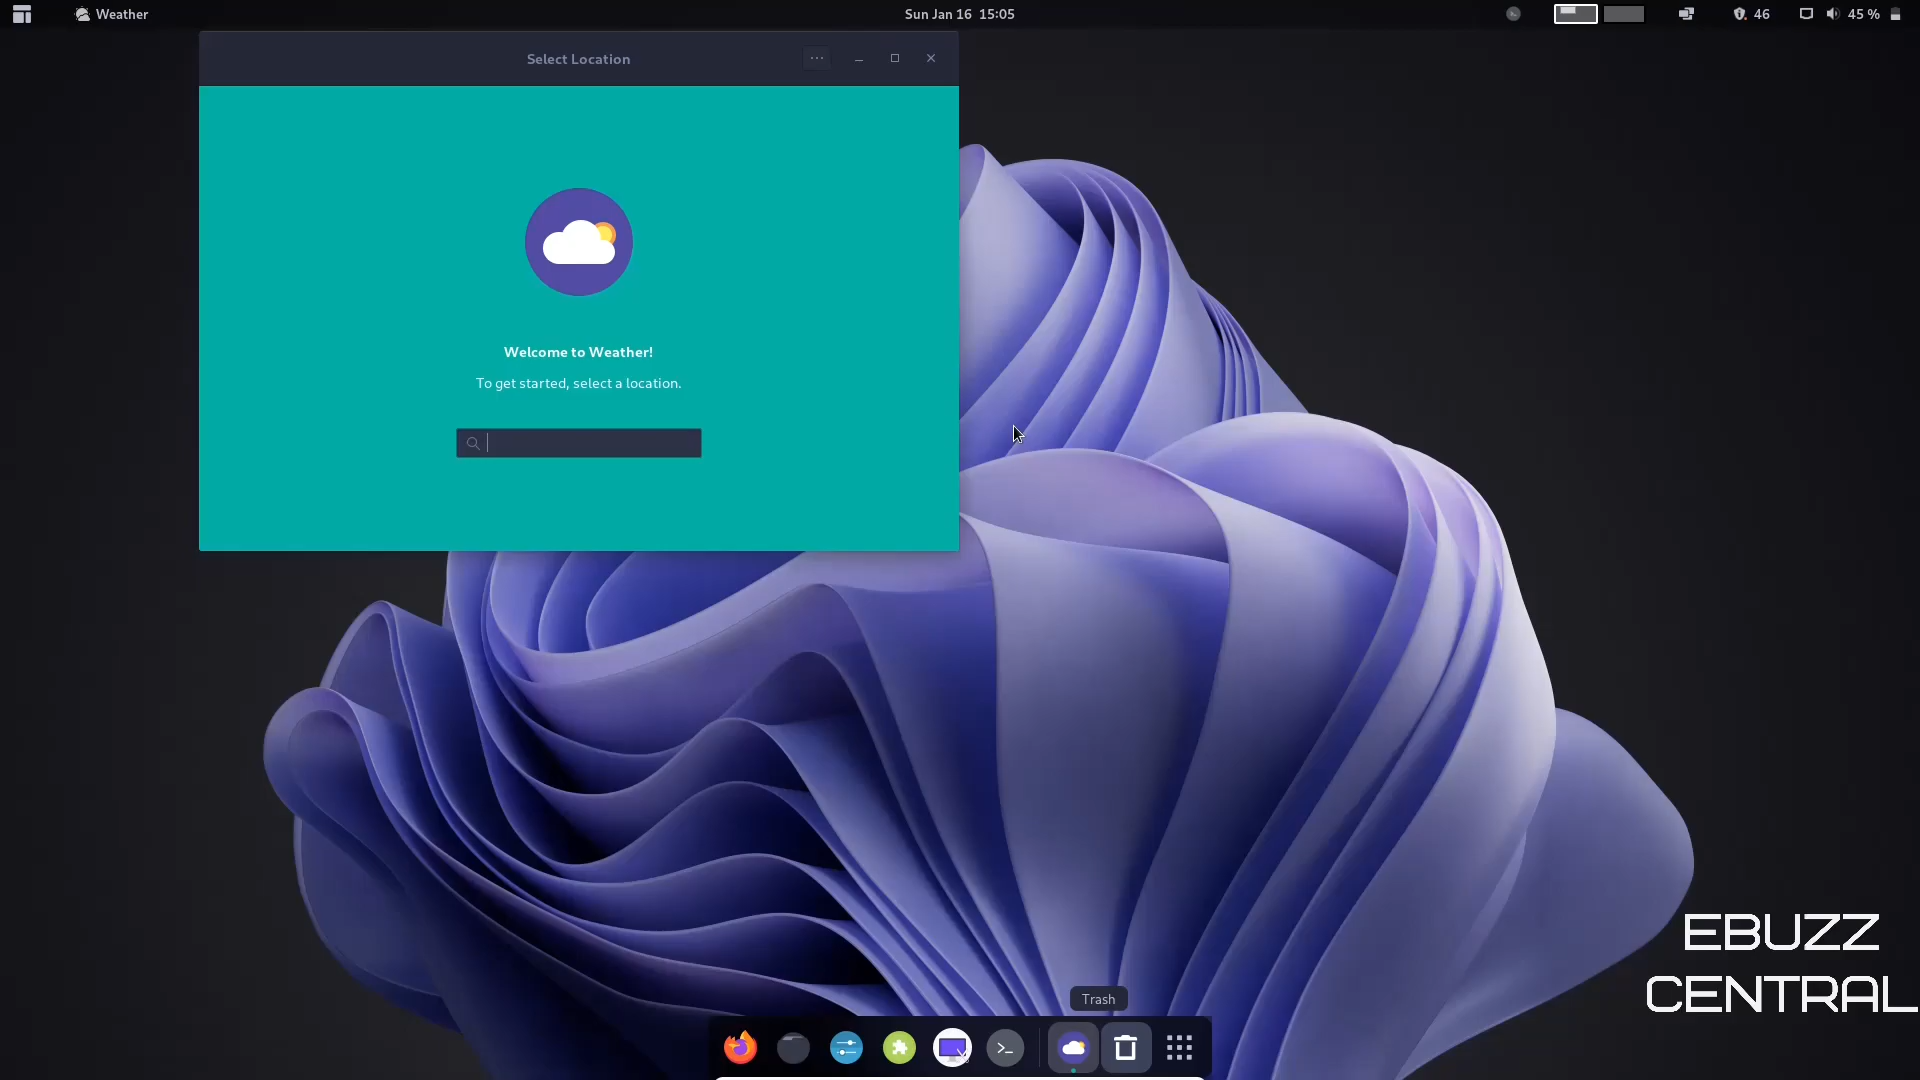 Weather
Sun Jan 16 15:05
46
45 %
Select Location
Welcome to Weather!
To get started, select a location.
EBUZZ
CENTRAL
Trash